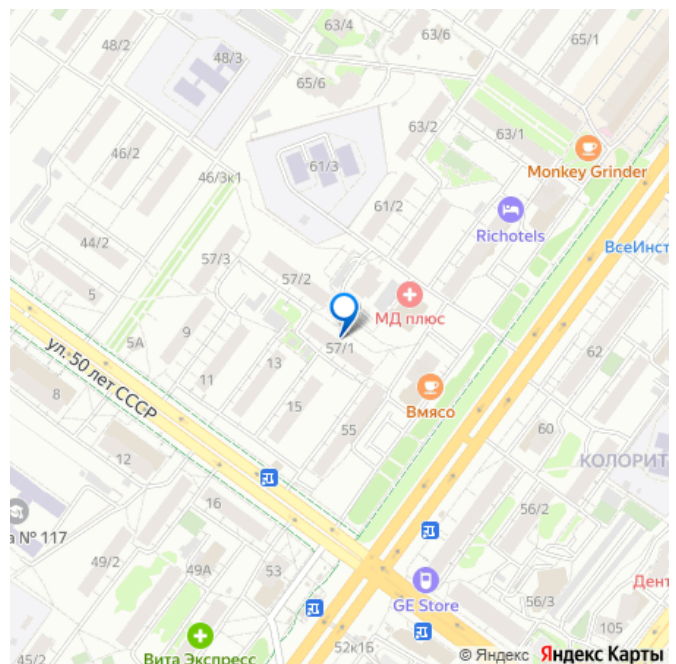 63/4
63/6
65/1
48/2
48/3
65/6
63/2
63/1
46/2
61/3
Monkey Grinder
46/3к1
61/2
Richotels
44/2
ВсеИнст
57/3
57/2
5
МД плюс
9
5А
57/1
62
ул. 50 лет СССР
13
11
8
15
Вмясо
55
60
12
КОЛОРИТ
16
56/2
а № 117
49/2
49А
53
Дент
GE Store
56/3
105
52к1Б
45/2
Вита Экспресс
© Яндекс Яндекс Карты